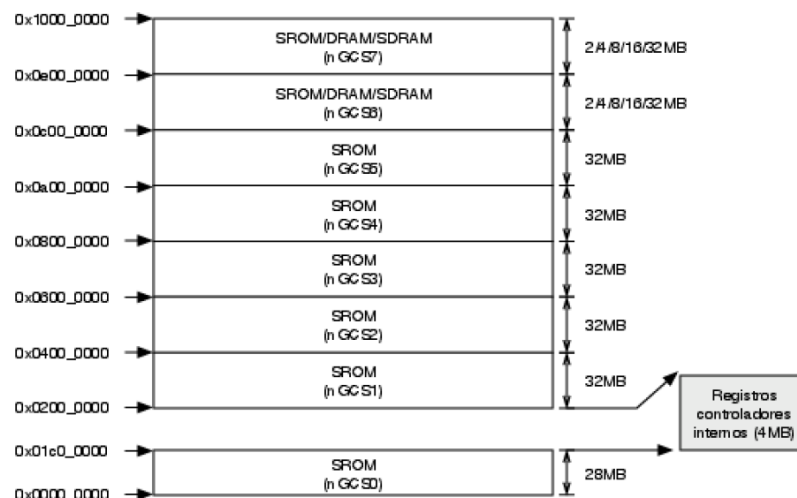 0x1000_0000
SROM/DRAM/SDRAM
(n GCS7)
2/4/8/16/32MB
0x0e00_0000
SROM/DRAM/SDRAM
(n GCS6)
2/4/8/16/32MB
0x0c00_0000
SROM
(n GCS5)
32MB
0x0a00_0000
SROM
(n GCS4)
32MB
0x0800_0000
SROM
(n GCS3)
32MB
0x0600_0000
SROM
(n GCS2)
32MB
0x0400_0000
SROM
(n GCS1)
32MB
0x0200_0000
Registros
controladores
internos (4MB)
0x01c0_0000
SROM
(n GCS0)
28MB
0x0000_0000